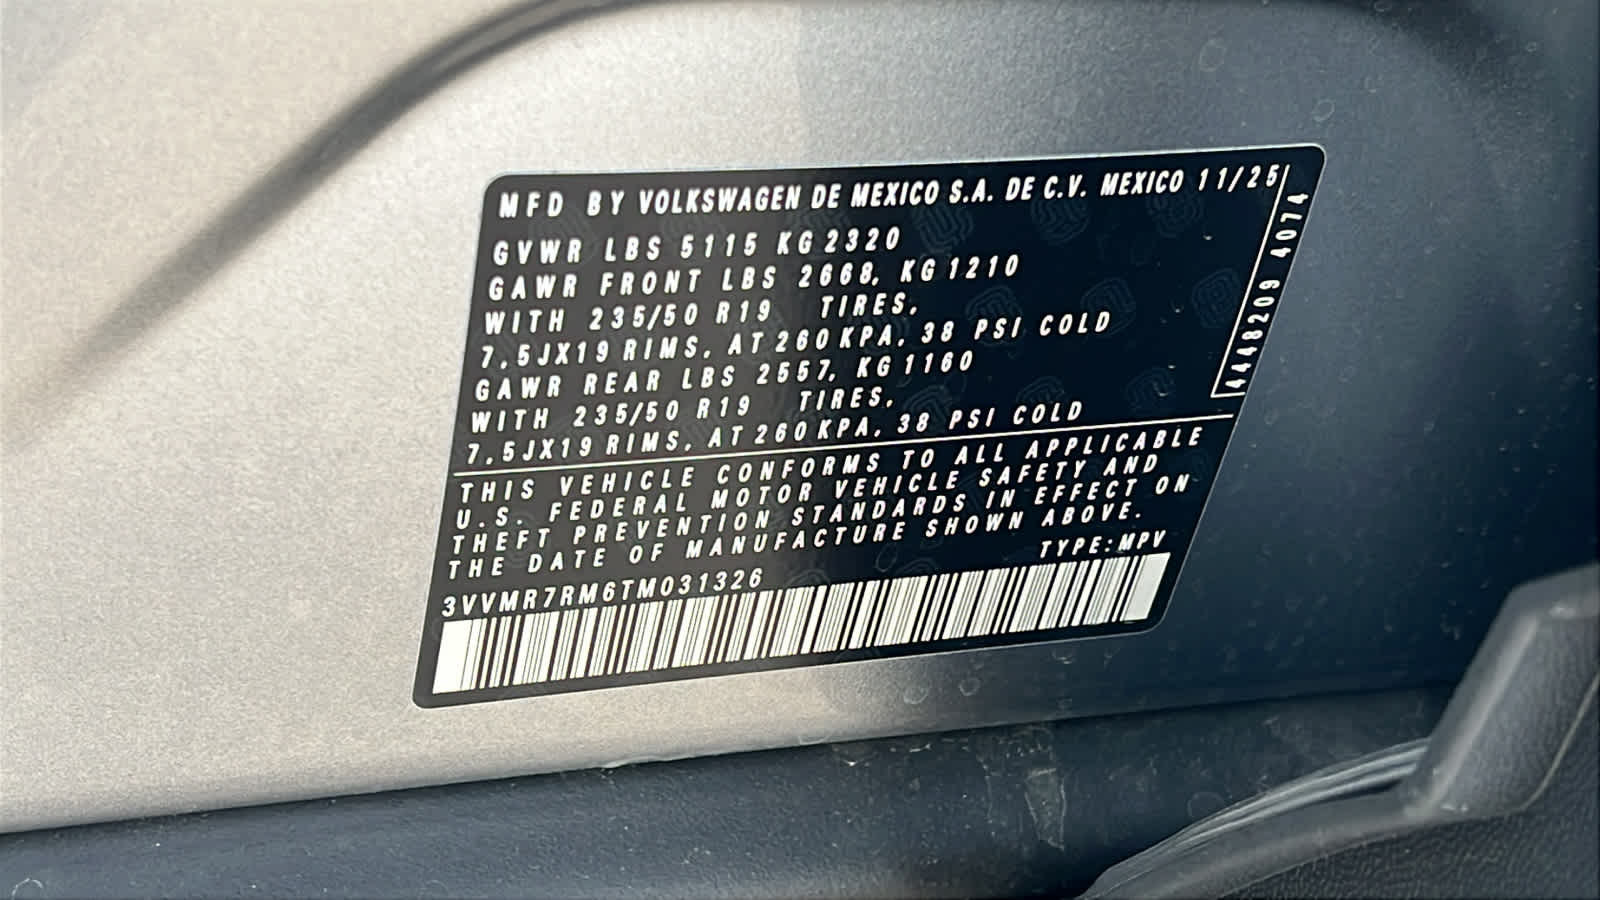 MFD BY VOLKSWAGEN DE MEXICO S.A. DE C.V. MEXICO 11/25
GVWR LBS 5115 KG 2320
GAWR FRONT LBS 2668, KG 1210
WITH 235/50 R19 TIRES,
7,5JX19 RIMS, AT 260 KPA, 38 PSI COLD
GAWR REAR LBS 2557, KG 1160
WITH 235/50 R19 TIRES,
7,5JX19 RIMS, AT 260 KPA, 38 PSI COLD
4448209 4074
THIS VEHICLE CONFORMS TO ALL APPLICABLE
U.S. FEDERAL MOTOR VEHICLE SAFETY AND
THEFT PREVENTION STANDARDS IN EFFECT ON
THE DATE OF MANUFACTURE SHOWN ABOVE.
TYPE:MPV
3VVMR7RM6TM031326